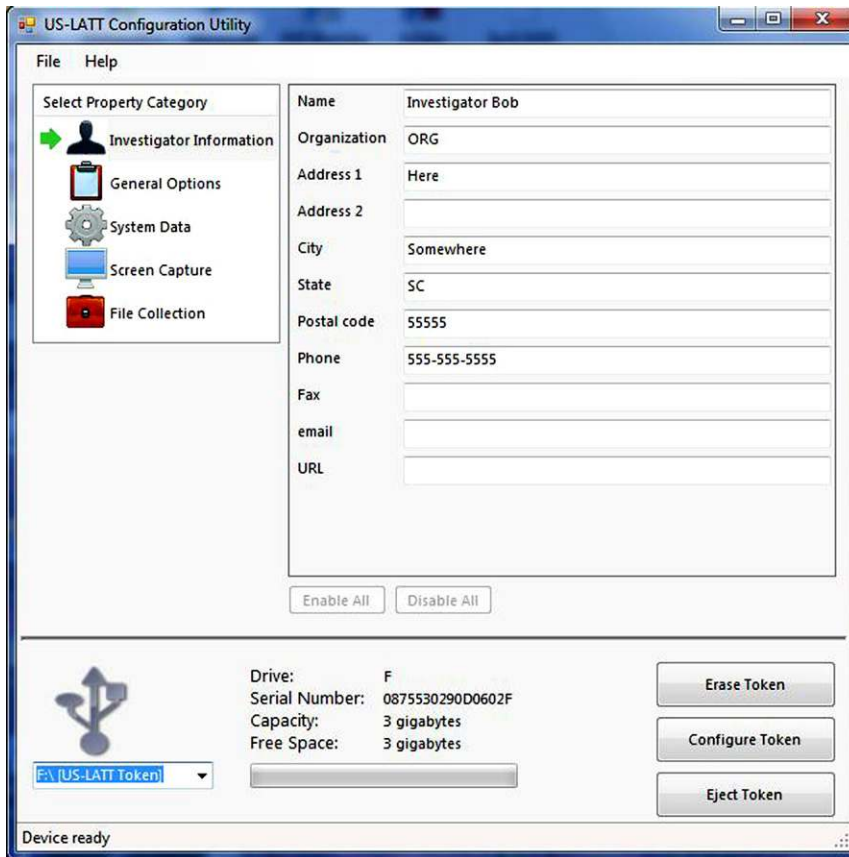 US-LATT Configuration Utility
File Help
Select Property Category
Investigator Information
General Options
System Data
Screen Capture
File Collection
Name Investigator Bob
Organization ORG
Address 1 Here
Address 2
City Somewhere
State SC
Postal code 55555
Phone 555-555-5555
Fax
email
URL
Enable All Disable All
Drive: F
Serial Number: 0875530290D0602F
Capacity: 3 gigabytes
Free Space: 3 gigabytes
F:\ [US-LATT Token]
Erase Token
Configure Token
Eject Token
Device ready